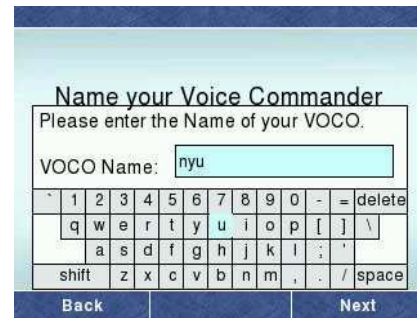 Name your Voice Commander
Please enter the Name of your VOCO.
VOCO Name: nyu
` 1 2 3 4 5 6 7 8 9 0 - = delete
q w e r t y u i o p [ ] \
a s d f g h j k l ; '
shift z x c v b n m , . / space
Back Next